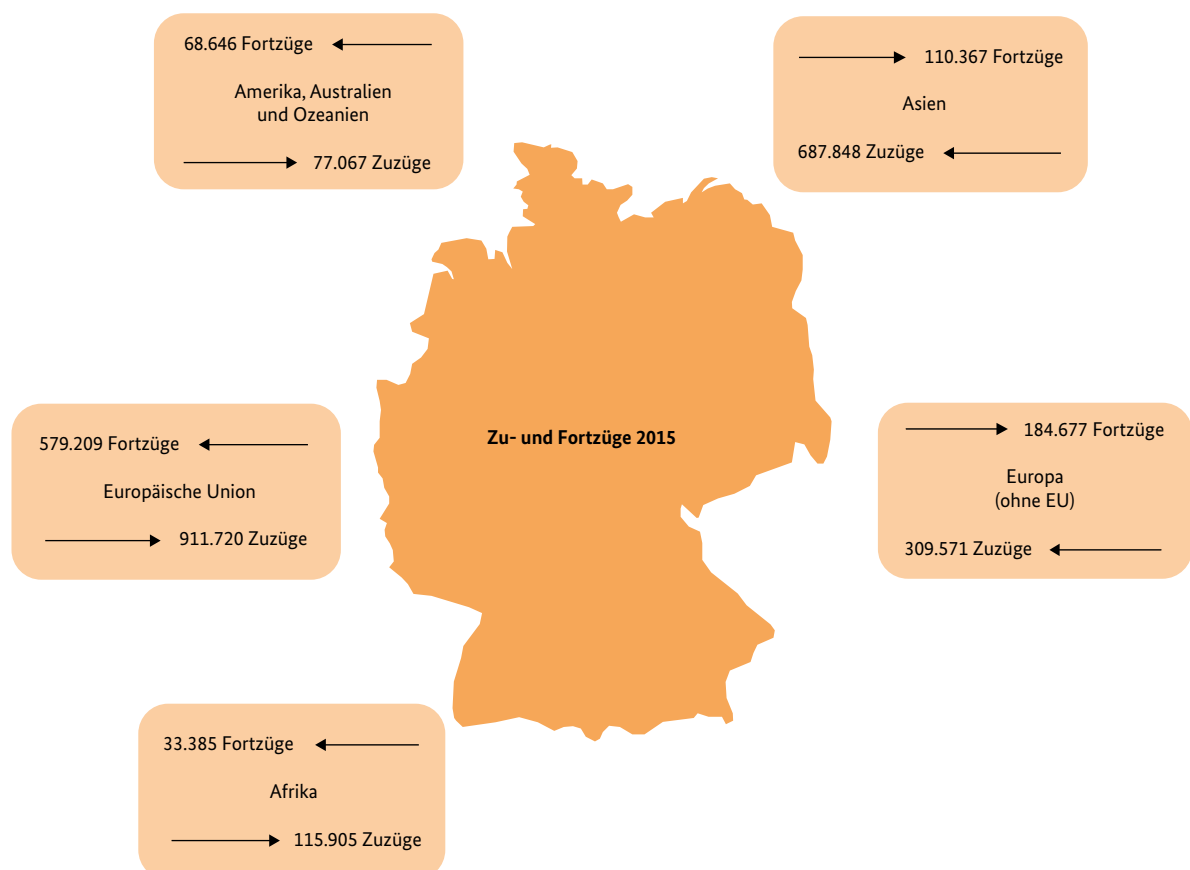 68.646 Fortzüge
Amerika, Australien
und Ozeanien
77.067 Zuzüge
110.367 Fortzüge
Asien
687.848 Zuzüge
579.209 Fortzüge
Europäische Union
911.720 Zuzüge
Zu- und Fortzüge 2015
184.677 Fortzüge
Europa
(ohne EU)
309.571 Zuzüge
33.385 Fortzüge
Afrika
115.905 Zuzüge